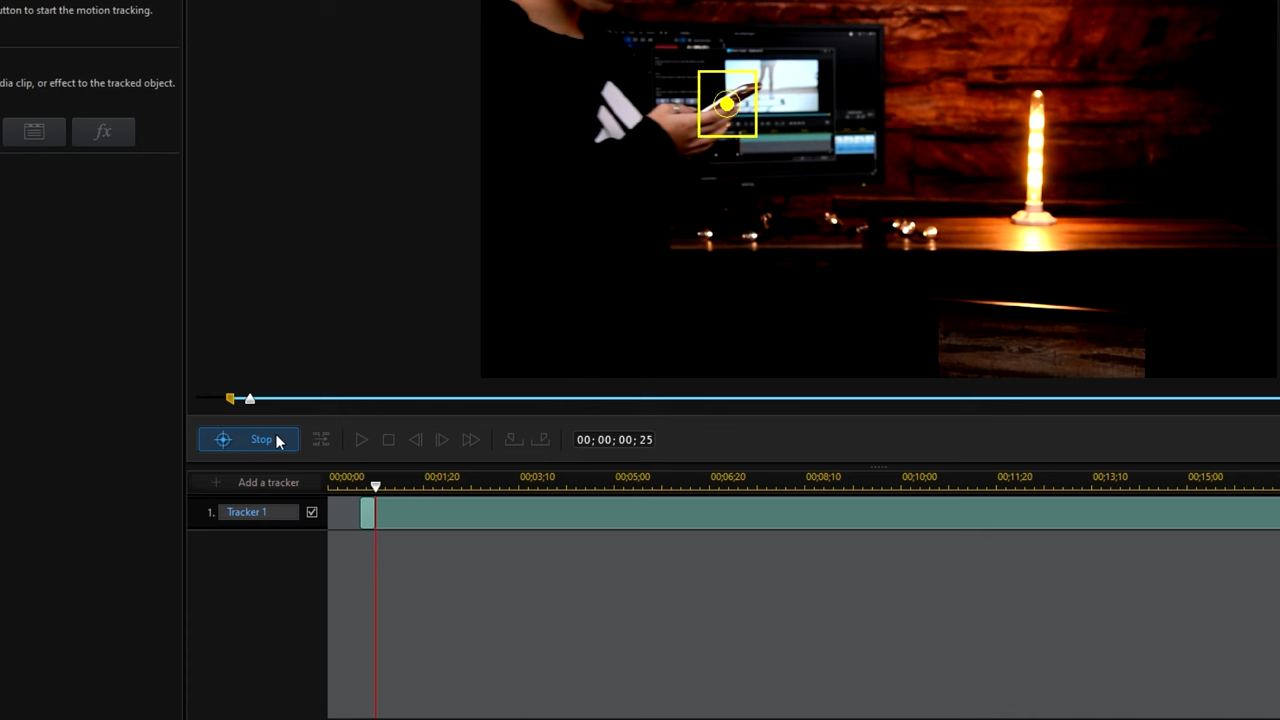 utton to start the motion tracking.
dia clip, or effect to the tracked object.
fx
Stop
00; 00; 00; 25
Add a tracker
00;00;00
00;01;20
00;03;10
00;05;00
00;06;20
00;08;10
00;10;00
00;11;20
00;13;10
00;15;00
1. Tracker 1